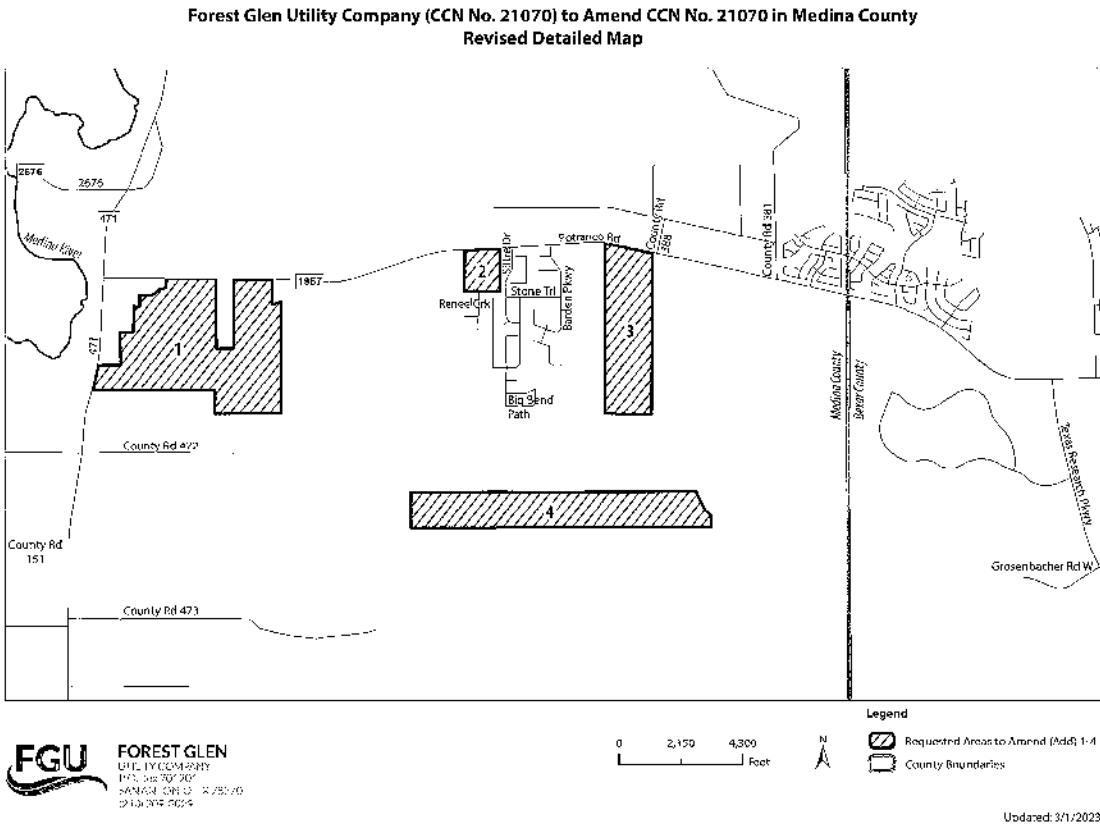 Forest Glen Utility Company (CCN No. 21070) to Amend CCN No. 21070 in Medina County
Revised Detailed Map
2676
2676
471
Medina River
1957
471
1
2
Reneel Crk
Stone Trl
Barden Pkwy
Potranco Rd
County Rd
388
County Rd 381
3
Big Bend
Path
Medina County
Bexar County
Texas Research Pkwy
County Rd 422
4
County Rd
151
Grosenbacher Rd W
County Rd 473
Legend
Requested Areas to Amend (Add) 1-4
County Boundaries
0 2,150 4,300
Feet
N
FGU
FOREST GLEN
UTILITY COMPANY
Updated: 3/1/2023